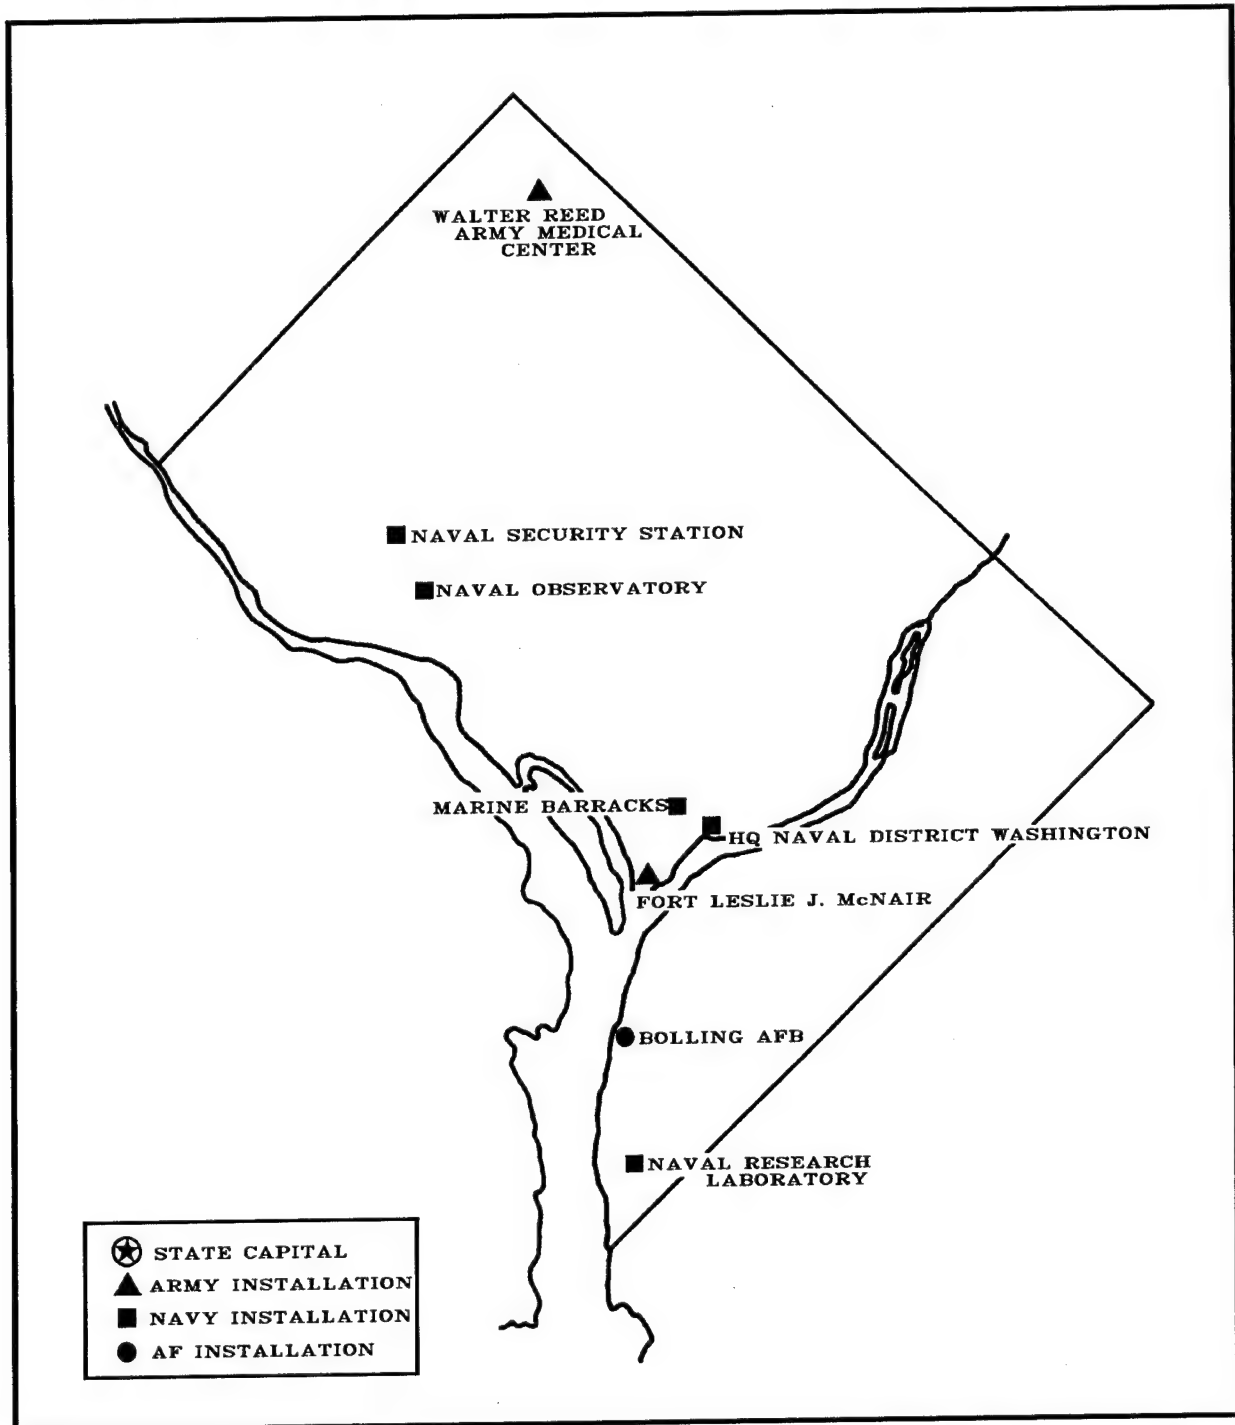 WALTER REED
ARMY MEDICAL
CENTER
NAVAL SECURITY STATION
NAVAL OBSERVATORY
MARINE BARRACKS
HQ NAVAL DISTRICT WASHINGTON
FORT LESLIE J. McNAIR
BOLLING AFB
NAVAL RESEARCH
LABORATORY
STATE CAPITAL
ARMY INSTALLATION
NAVY INSTALLATION
AF INSTALLATION